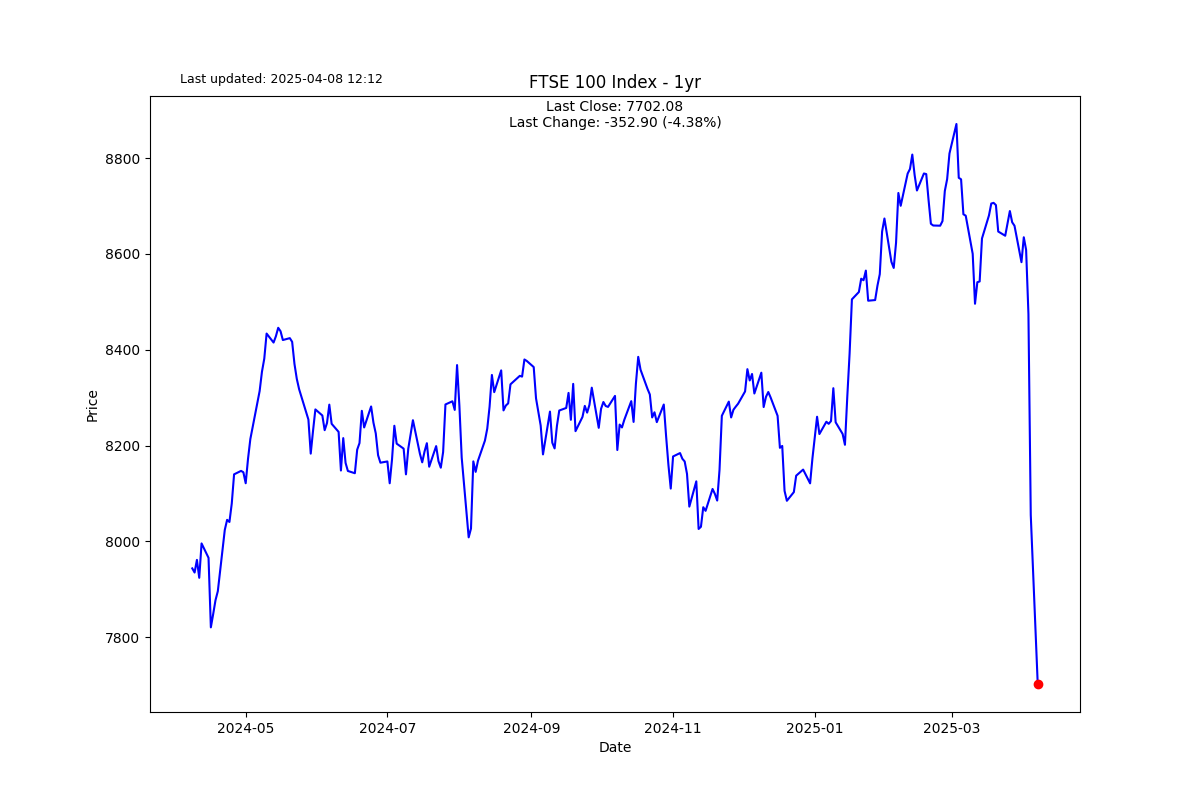 Last updated: 2025-04-08 12:12
FTSE 100 Index - 1yr
Last Close: 7702.08
Last Change: -352.90 (-4.38%)
8800
8600
8400
8200
8000
7800
Price
2024-05
2024-07
2024-09
2024-11
2025-01
2025-03
Date